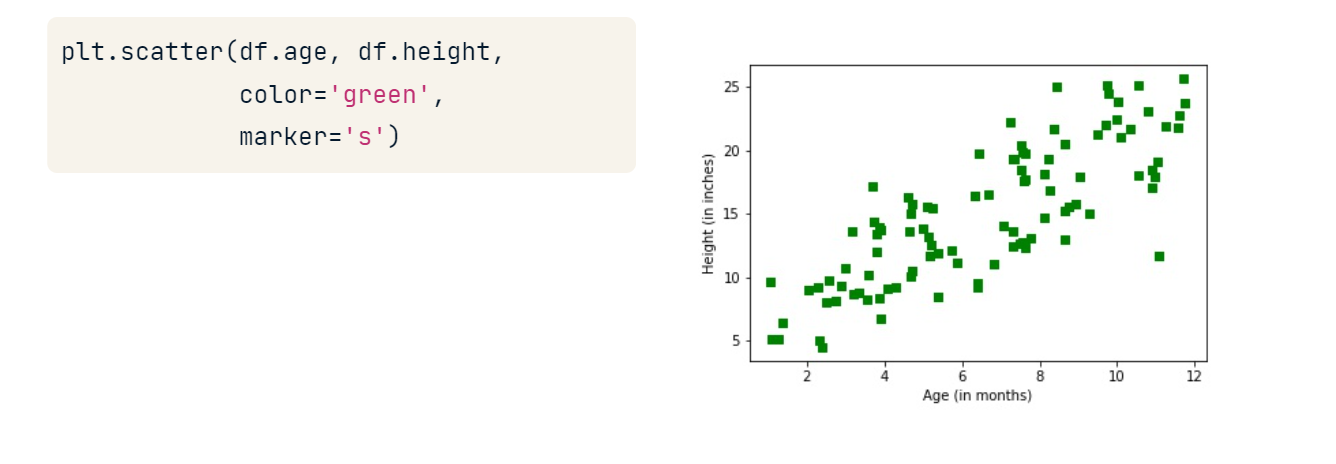 plt.scatter(df.age, df.height,
color='green',
marker='s')
25
20
15
10
5
Height (in inches)
2 4 6 8 10 12
Age (in months)